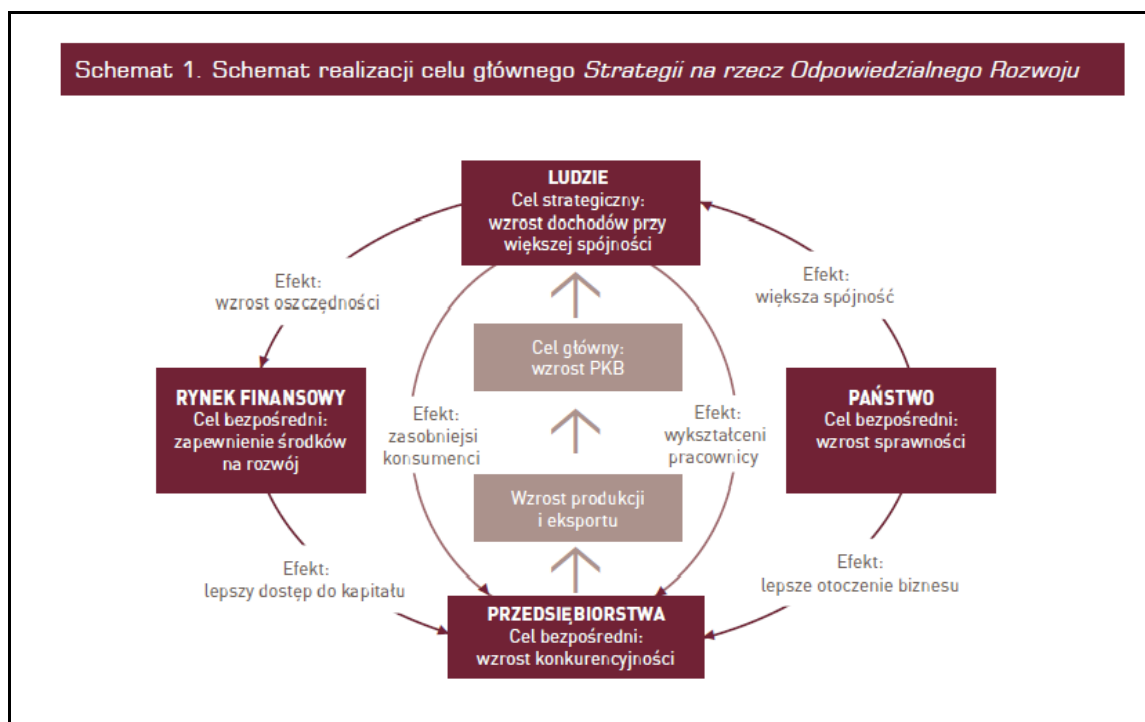 Schemat 1. Schemat realizacji celu głównego Strategii na rzecz Odpowiedzialnego Rozwoju
LUDZIE
Cel strategiczny:
wzrost dochodów przy
większej spójności
Efekt:
wzrost oszczędności
Efekt:
większa spójność
Cel główny:
wzrost PKB
RYNEK FINANSOWY
Cel bezpośredni:
zapewnienie środków
na rozwój
Efekt:
zasobniejsi
konsumenci
Efekt:
wykształceni
pracownicy
PAŃSTWO
Cel bezpośredni:
wzrost sprawności
Wzrost produkcji
i eksportu
Efekt:
lepszy dostęp do kapitału
Efekt:
lepsze otoczenie biznesu
PRZEDSIĘBIORSTWA
Cel bezpośredni:
wzrost konkurencyjności